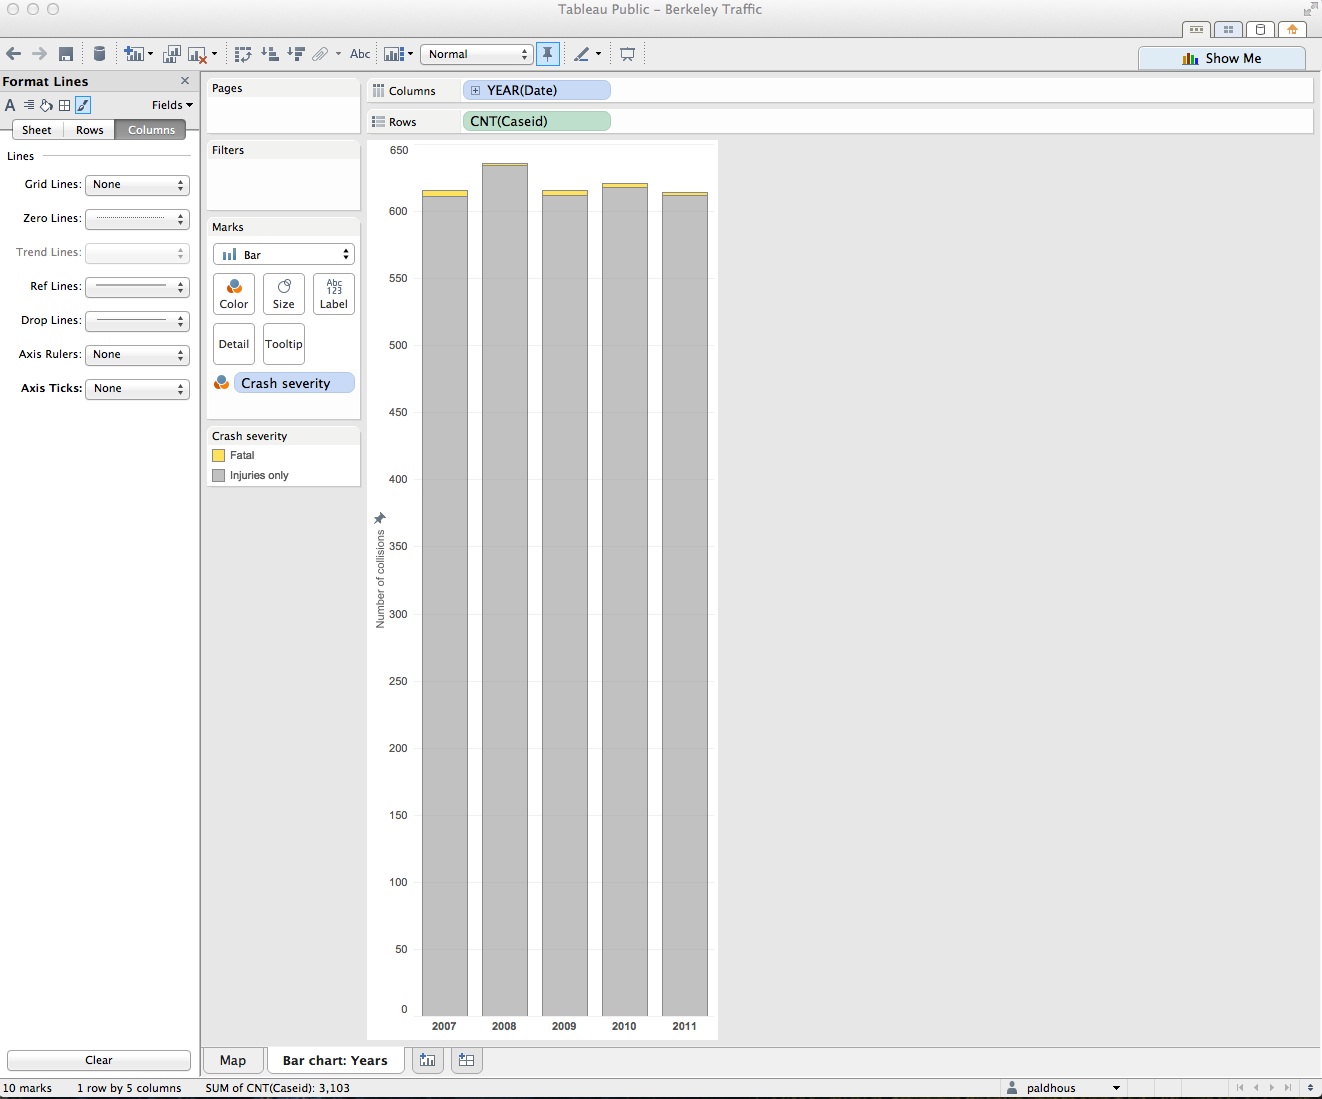 Tableau Public – Berkeley Traffic
Abc
Normal
Show Me
Format Lines
Fields
Sheet
Rows
Columns
Lines
Grid Lines: None
Zero Lines:
Trend Lines:
Ref Lines:
Drop Lines:
Axis Rulers: None
Axis Ticks: None
Clear
Pages
Filters
Marks
Bar
Color
Size
Abc
123
Label
Detail
Tooltip
Crash severity
Crash severity
Fatal
Injuries only
Columns
YEAR(Date)
Rows
CNT(Caseid)
650
600
550
500
450
400
350
300
250
200
150
100
50
0
Number of collisions
2007 2008 2009 2010 2011
Map
Bar chart: Years
10 marks 1 row by 5 columns SUM of CNT(Caseid): 3,103
paldhous